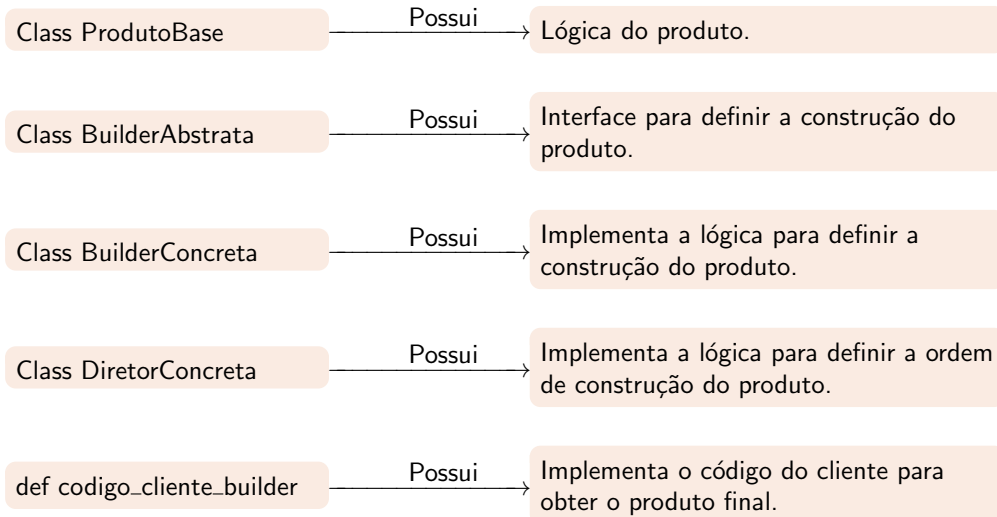 Class ProdutoBase
Possui
Lógica do produto.
Class BuilderAbstrata
Possui
Interface para definir a construção do
produto.
Class BuilderConcreta
Possui
Implementa a lógica para definir a
construção do produto.
Class DiretorConcreta
Possui
Implementa a lógica para definir a ordem
de construção do produto.
def codigo_cliente_builder
Possui
Implementa o código do cliente para
obter o produto final.